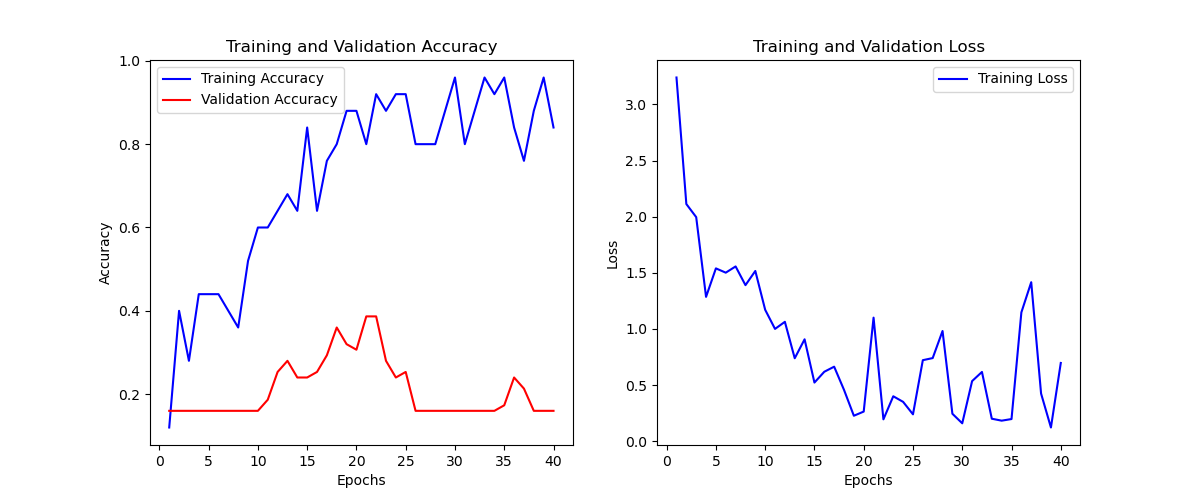 Training and Validation Accuracy
Training Accuracy
Validation Accuracy
1.0
0.8
0.6
0.4
0.2
Accuracy
0 5 10 15 20 25 30 35 40
Epochs
Training and Validation Loss
Training Loss
3.0
2.5
2.0
1.5
1.0
0.5
0.0
Loss
0 5 10 15 20 25 30 35 40
Epochs